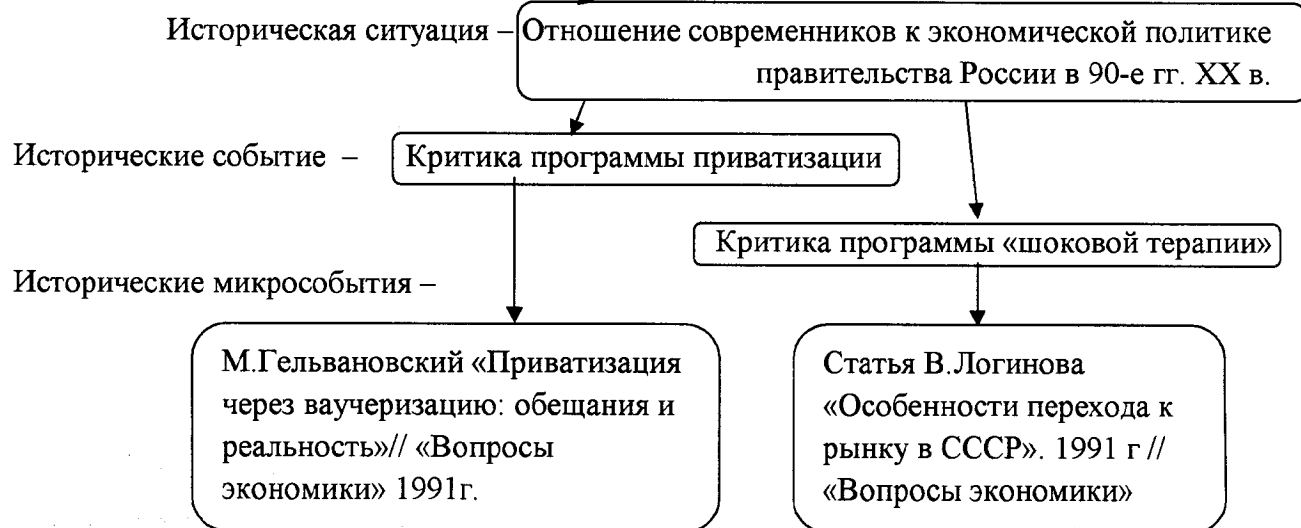 Историческая ситуация – Отношение современников к экономической политике
правительства России в 90-е гг. XX в.
Исторические событие – Критика программы приватизации
Критика программы «шоковой терапии»
Исторические микрособытия –
М.Гельвановский «Приватизация
через ваучеризацию: обещания и
реальность»// «Вопросы
экономики» 1991г.
Статья В.Логинова
«Особенности перехода к
рынку в СССР». 1991 г //
«Вопросы экономики»